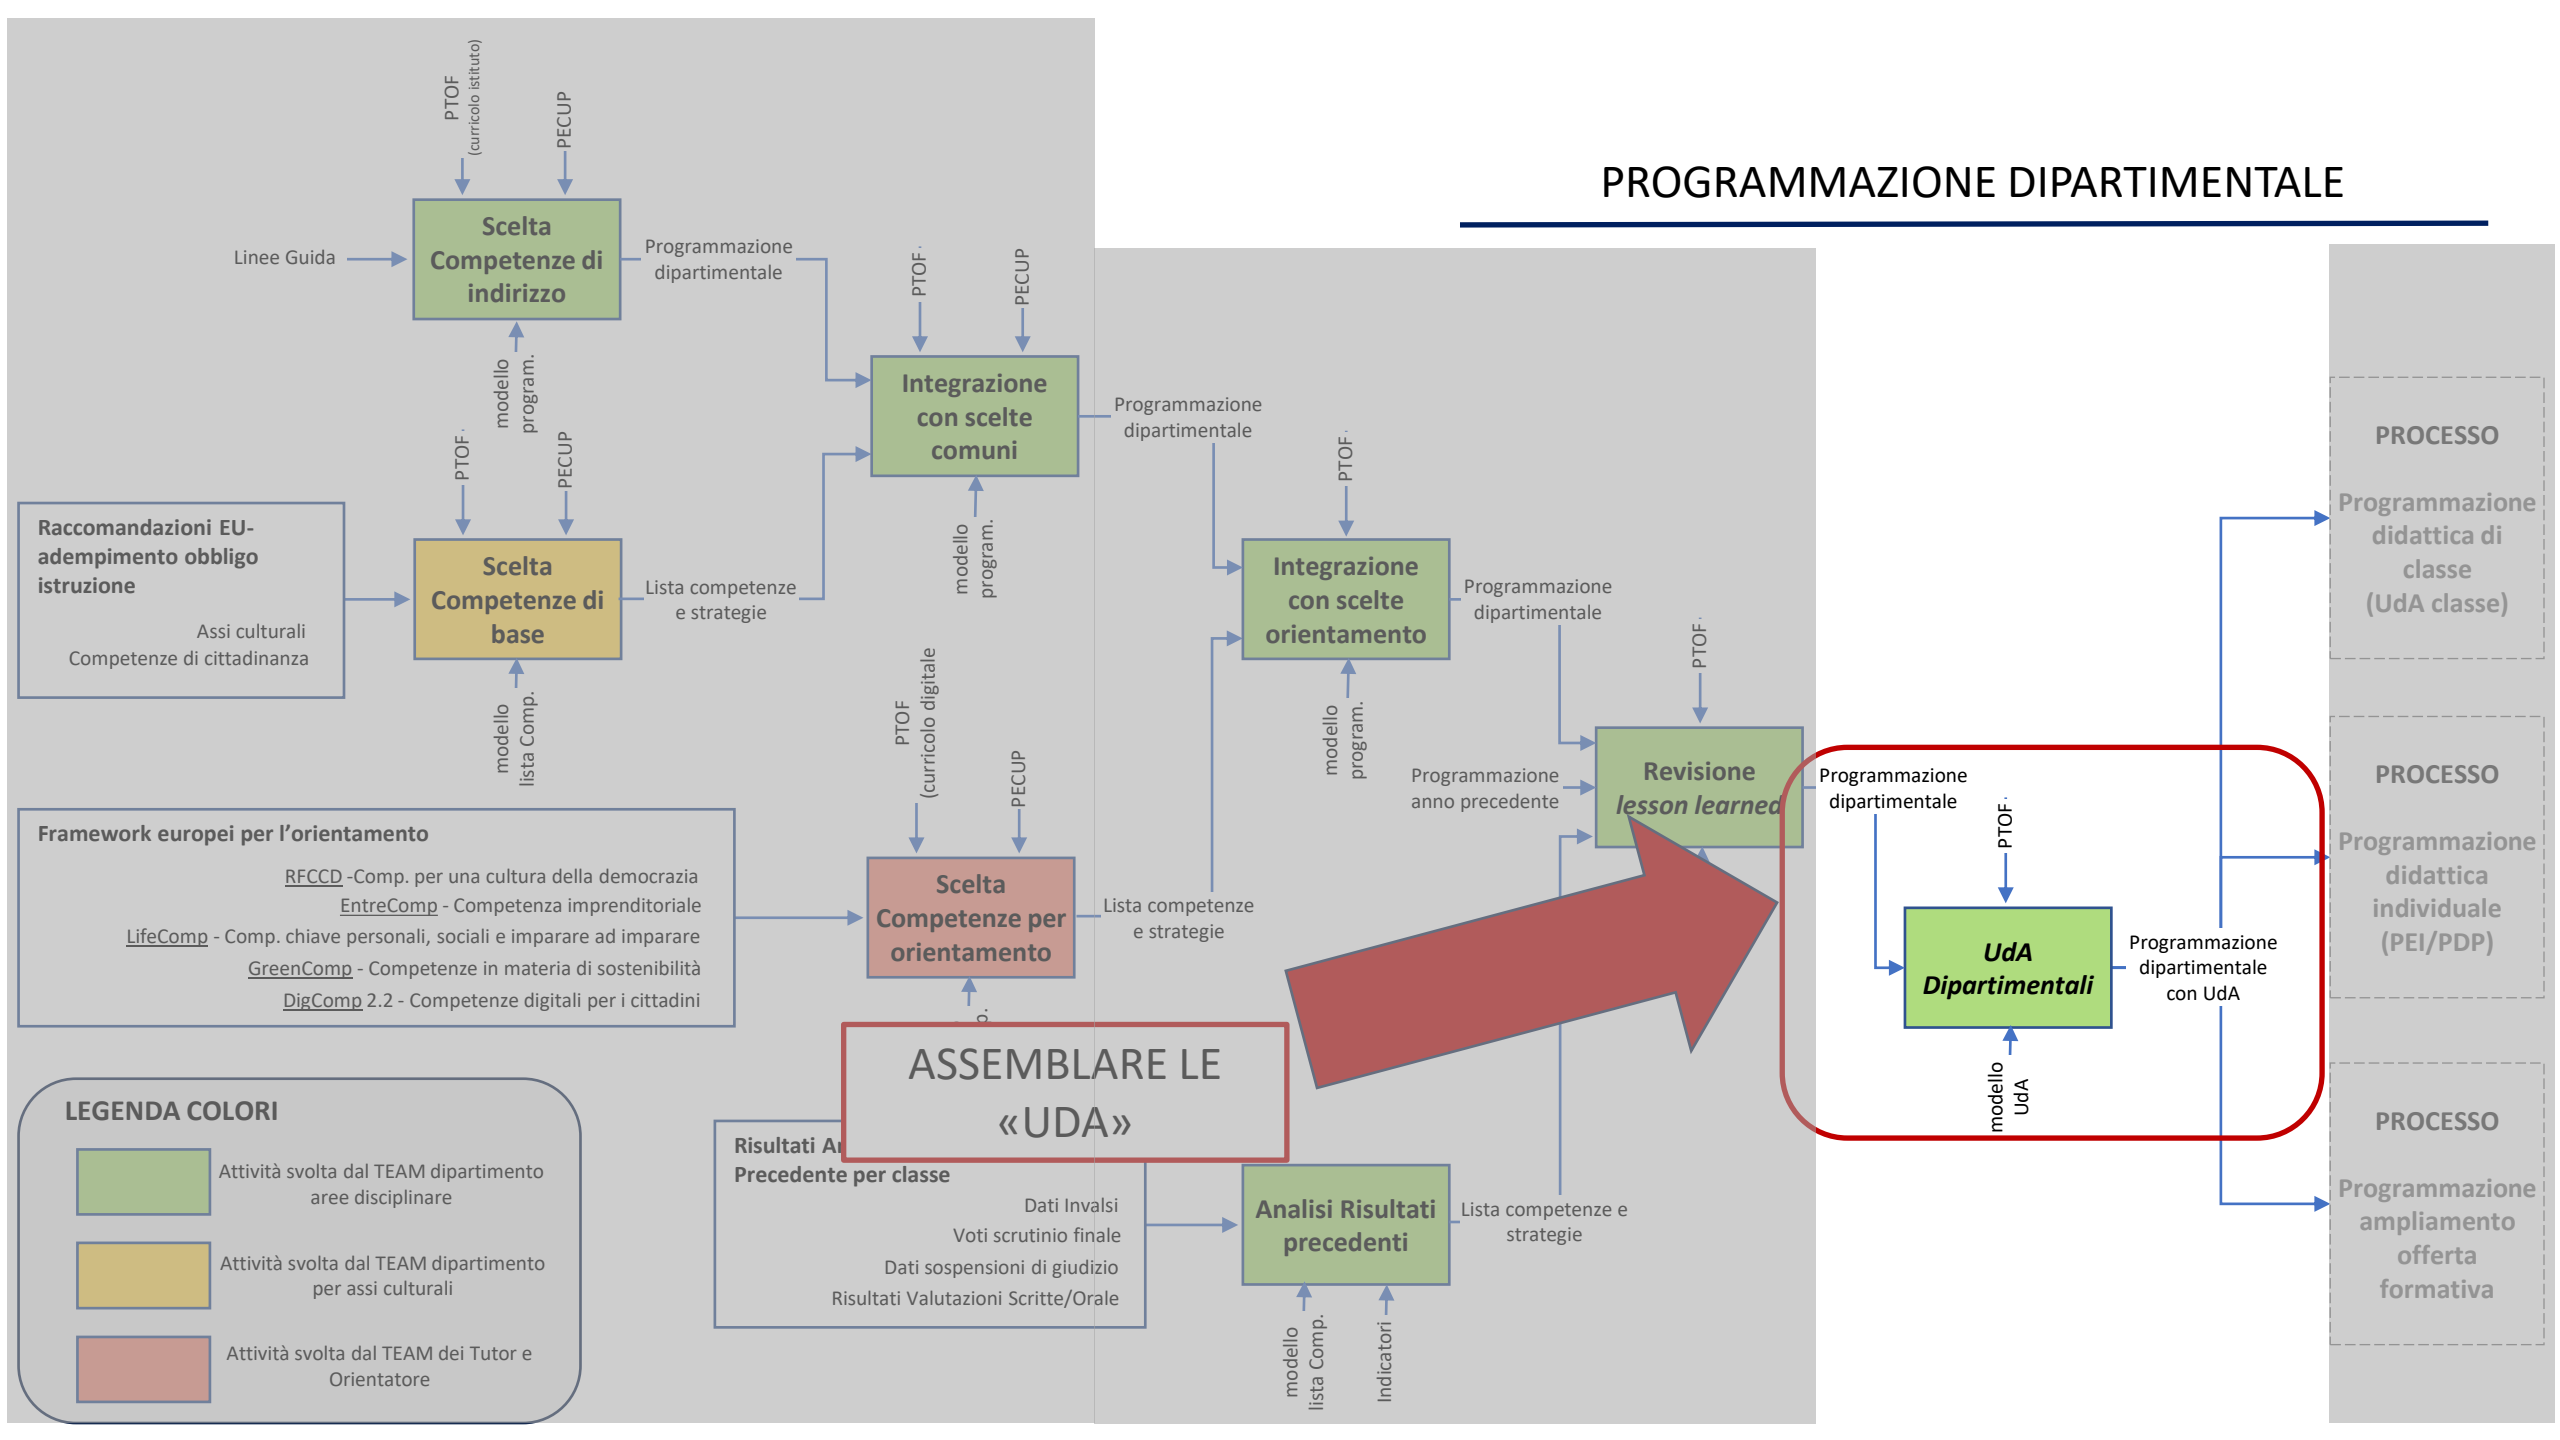 PROGRAMMAZIONE DIPARTIMENTALE
PTOF
(curricolo istituto)
PECUP
Linee Guida
Scelta
Competenze di
indirizzo
Programmazione
dipartimentale
modello
program.
PTOF
PECUP
Raccomandazioni EU-
adempimento obbligo
istruzione
Assi culturali
Competenze di cittadinanza
Scelta
Competenze di
base
Lista competenze
e strategie
modello
lista Comp.
PTOF
PECUP
Integrazione
con scelte
comuni
Programmazione
dipartimentale
modello
program.
Framework europei per l'orientamento
RFCCD -Comp. per una cultura della democrazia
EntreComp - Competenza imprenditoriale
LifeComp - Comp. chiave personali, sociali e imparare ad imparare
GreenComp - Competenze in materia di sostenibilità
DigComp 2.2 - Competenze digitali per i cittadini
PTOF
(curricolo digitale
PECUP
Scelta
Competenze per
orientamento
Lista competenze
e strategie
PTOF
Integrazione
con scelte
orientamento
Programmazione
dipartimentale
modello
program.
PTOF
Programmazione
anno precedente
Revisione
lesson learned
ASSEMBLARE LE
«UDA»
Risultati
Precedente per classe
Dati Invalsi
Voti scrutinio finale
Dati sospensioni di giudizio
Risultati Valutazioni Scritte/Orale
Analisi Risultati
precedenti
Lista competenze e
strategie
modello
lista Comp.
Indicatori
Programmazione
dipartimentale
PTOF
UdA
Dipartimentali
modello
UdA
Programmazione
dipartimentale
con UdA
PROCESSO
Programmazione
didattica di
classe
(UdA classe)
PROCESSO
Programmazione
didattica
individuale
(PEI/PDP)
PROCESSO
Programmazione
ampliamento
offerta
formativa
LEGENDA COLORI
Attività svolta dal TEAM dipartimento
aree disciplinare
Attività svolta dal TEAM dipartimento
per assi culturali
Attività svolta dal TEAM dei Tutor e
Orientatore